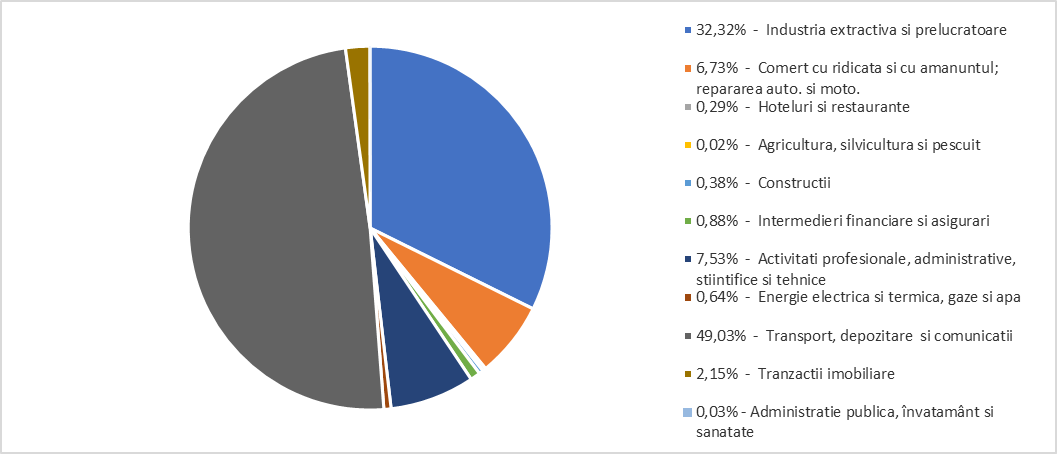 32,32% - Industria extractiva si prelucratoare
6,73% - Comert cu ridicata si cu amanuntul;
repararea auto. si moto.
0,29% - Hoteluri si restaurante
0,02% - Agricultura, silvicultura si pescuit
0,38% - Constructii
0,88% - Intermedieri financiare si asigurari
7,53% - Activitati profesionale, administrative,
stiintifice si tehnice
0,64% - Energie electrica si termica, gaze si apa
49,03% - Transport, depozitare si comunicatii
2,15% - Tranzactii imobiliare
0,03% - Administratie publica, învatamânt si
sanatate